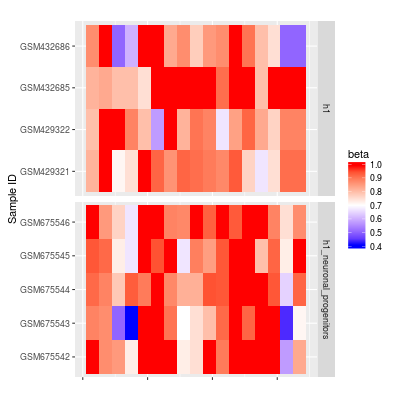 Sample ID
GSM432686
GSM432685
GSM429322
GSM429321
h1
GSM675546
GSM675545
GSM675544
GSM675543
GSM675542
h1_neuronal_progenitors
beta
1.0
0.9
0.8
0.7
0.6
0.5
0.4